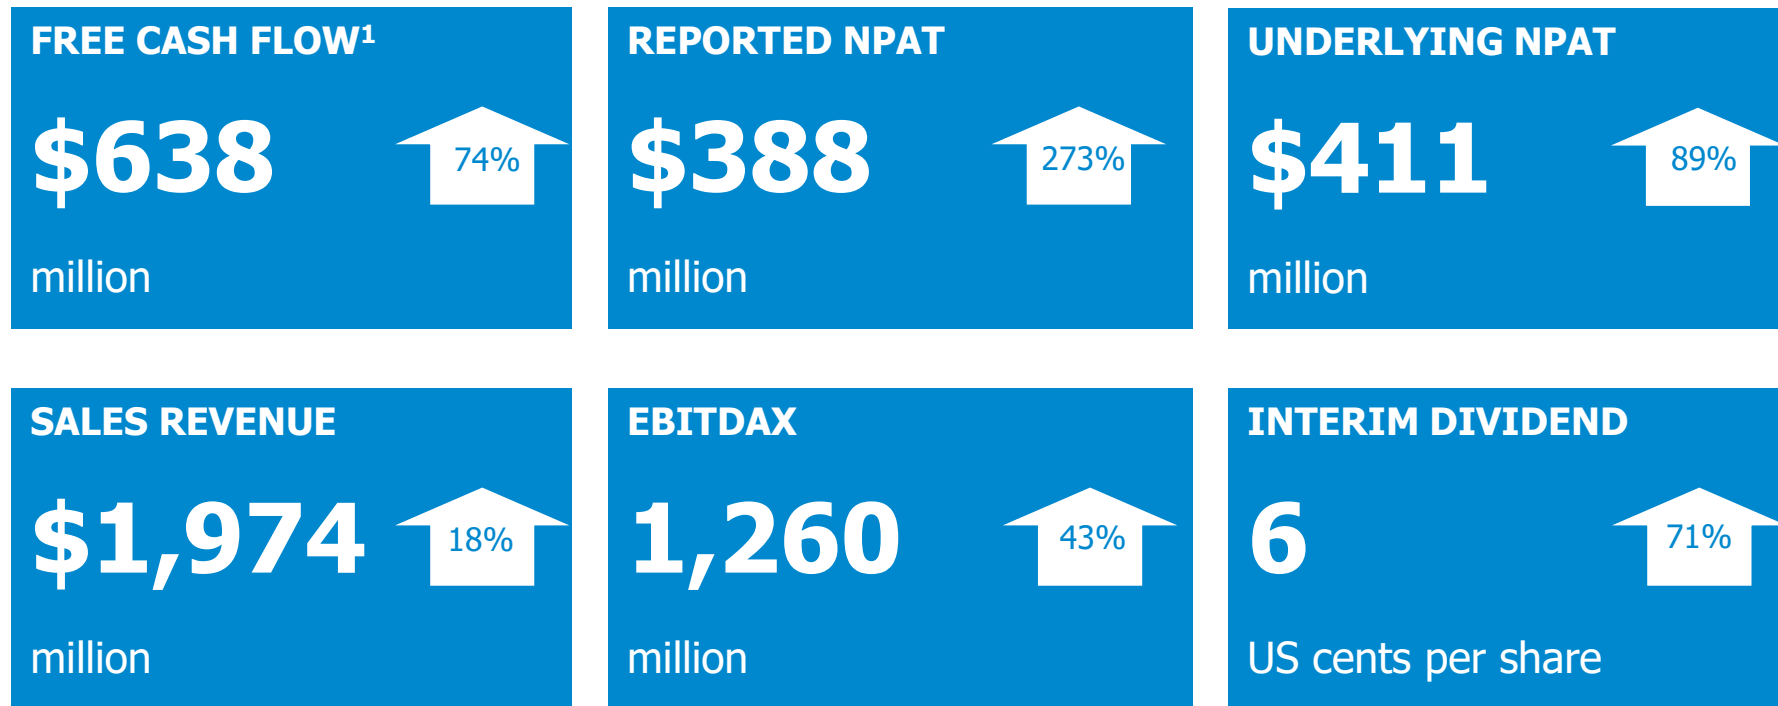 FREE CASH FLOW¹
$638
74%
million
REPORTED NPAT
$388
273%
million
UNDERLYING NPAT
$411
89%
million
SALES REVENUE
$1,974
18%
million
EBITDAX
1,260
43%
million
INTERIM DIVIDEND
6
71%
US cents per share